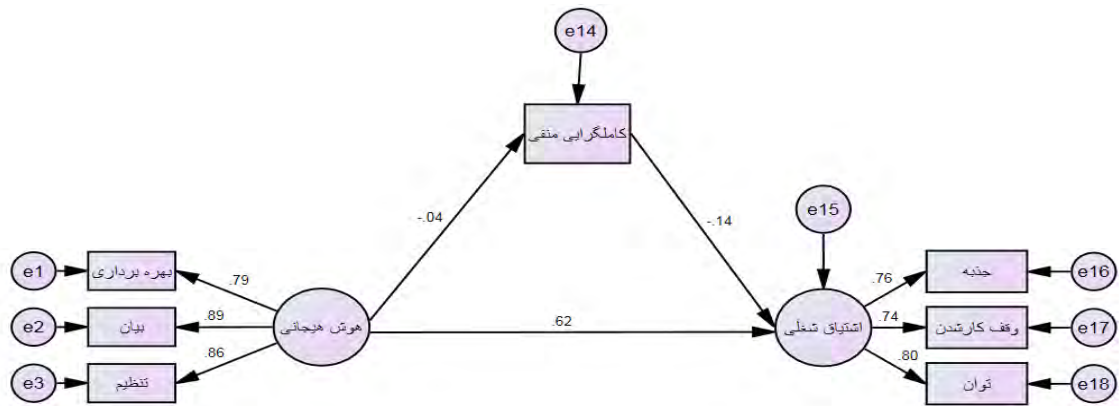 e14
کاملگرایی منفی
-.04
-.14
e15
e1
بهره برداری
.79
e2
بیان
.89
e3
تنظیم
.86
هوش هیجانی
.62
اشتیاق شغلی
.76
جذبه
e16
.74
وقف کارشدن
e17
.80
توان
e18